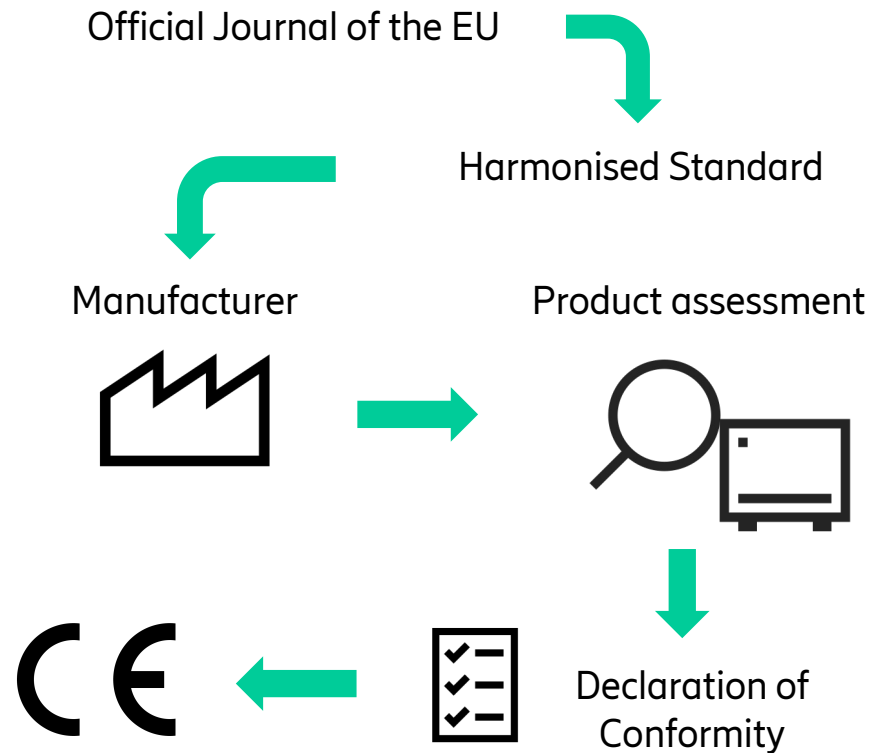 Official Journal of the EU
Harmonised Standard
Manufacturer
Product assessment
CE
Declaration of
Conformity